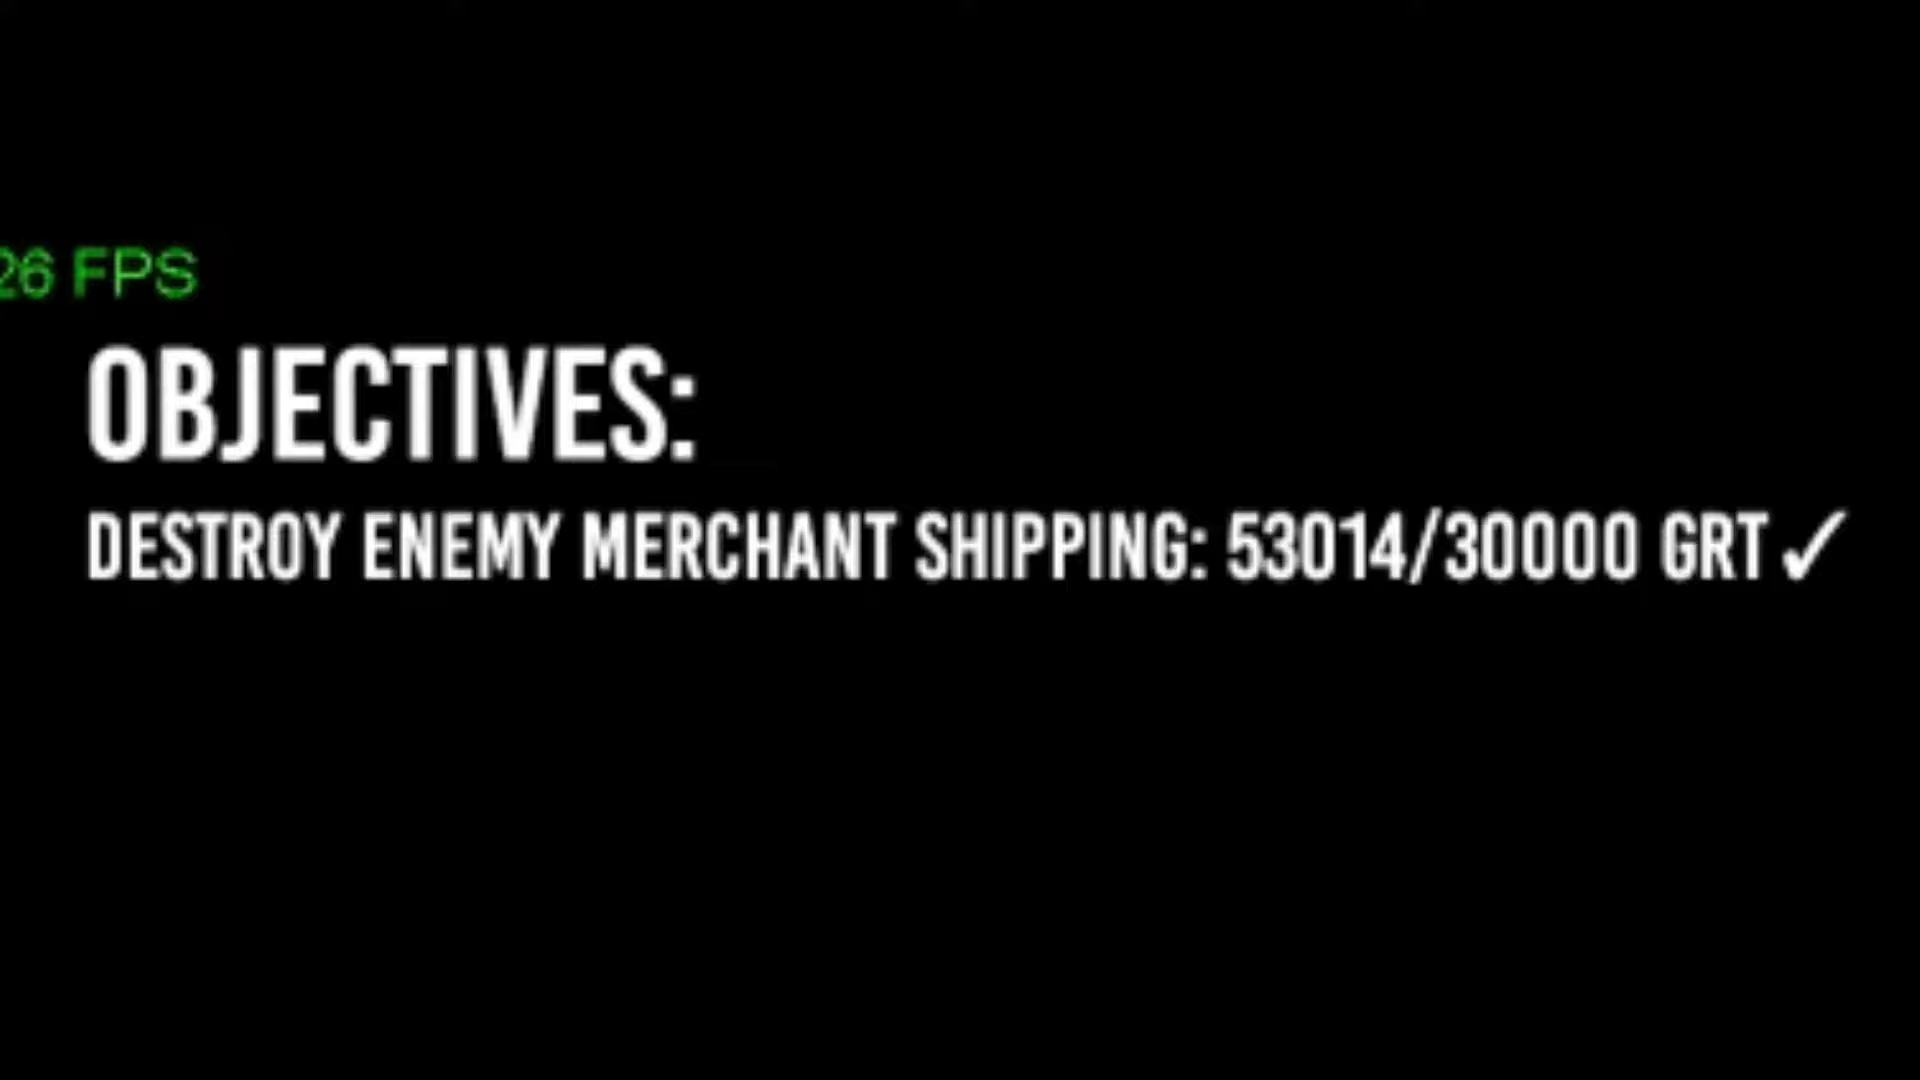 26 FPS
OBJECTIVES:
DESTROY ENEMY MERCHANT SHIPPING: 53014/30000 GRT✓